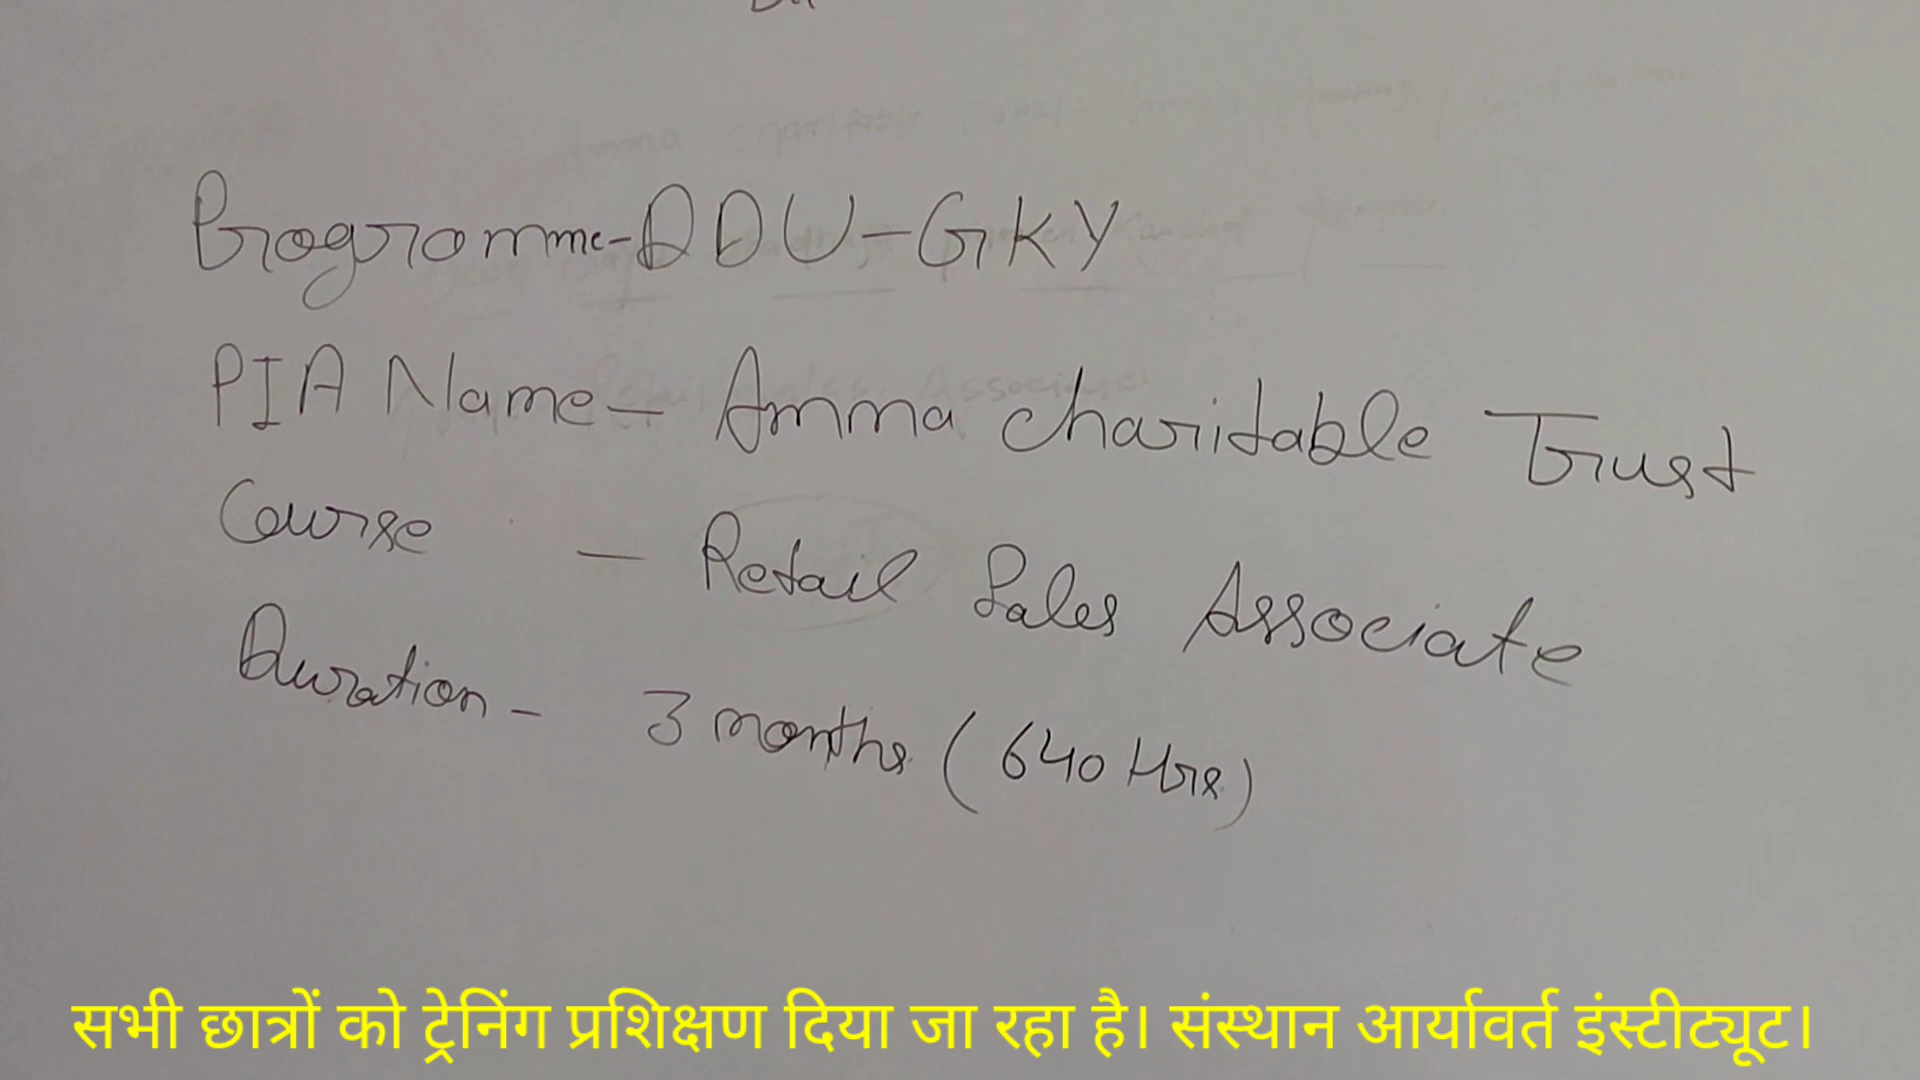 Programme-DDU-GKY
PIA Name - Amma Charitable Trust
Course - Retail Sales Associate
Duration - 3 months (640 Hrs)
सभी छात्रों को ट्रेनिंग प्रशिक्षण दिया जा रहा है। संस्थान आर्यावर्त इंस्टीट्यूट।